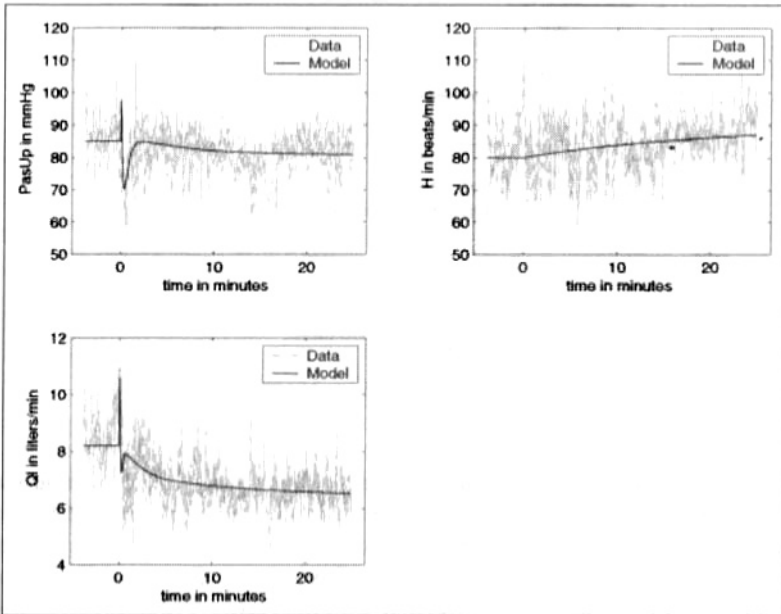 120
110
100
90
80
70
60
50
PasUp in mmHg
Data
Model
0
10
20
time in minutes
120
110
100
90
80
70
60
50
H in beats/min
Data
Model
0
10
20
time in minutes
12
10
8
6
4
Ql in liters/min
Data
Model
0
10
20
time in minutes